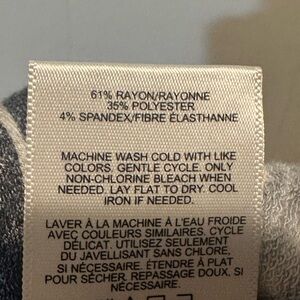 61% RAYON/RAYONNE
35% POLYESTER
4% SPANDEX/FIBRE ÉLASTHANNE
MACHINE WASH COLD WITH LIKE
COLORS. GENTLE CYCLE. ONLY
NON-CHLORINE BLEACH WHEN
NEEDED. LAY FLAT TO DRY. COOL
IRON IF NEEDED.
LAVER À LA MACHINE À L'EAU FROIDE
AVEC COULEURS SIMILAIRES. CYCLE
DÉLICAT. UTILISEZ SEULEMENT
DU JAVELLISANT SANS CHLORE.
SI NÉCESSAIRE. ÉTENDRE À PLAT
POUR SÉCHER. REPASSAGE DOUX, SI
NÉCESSAIRE.